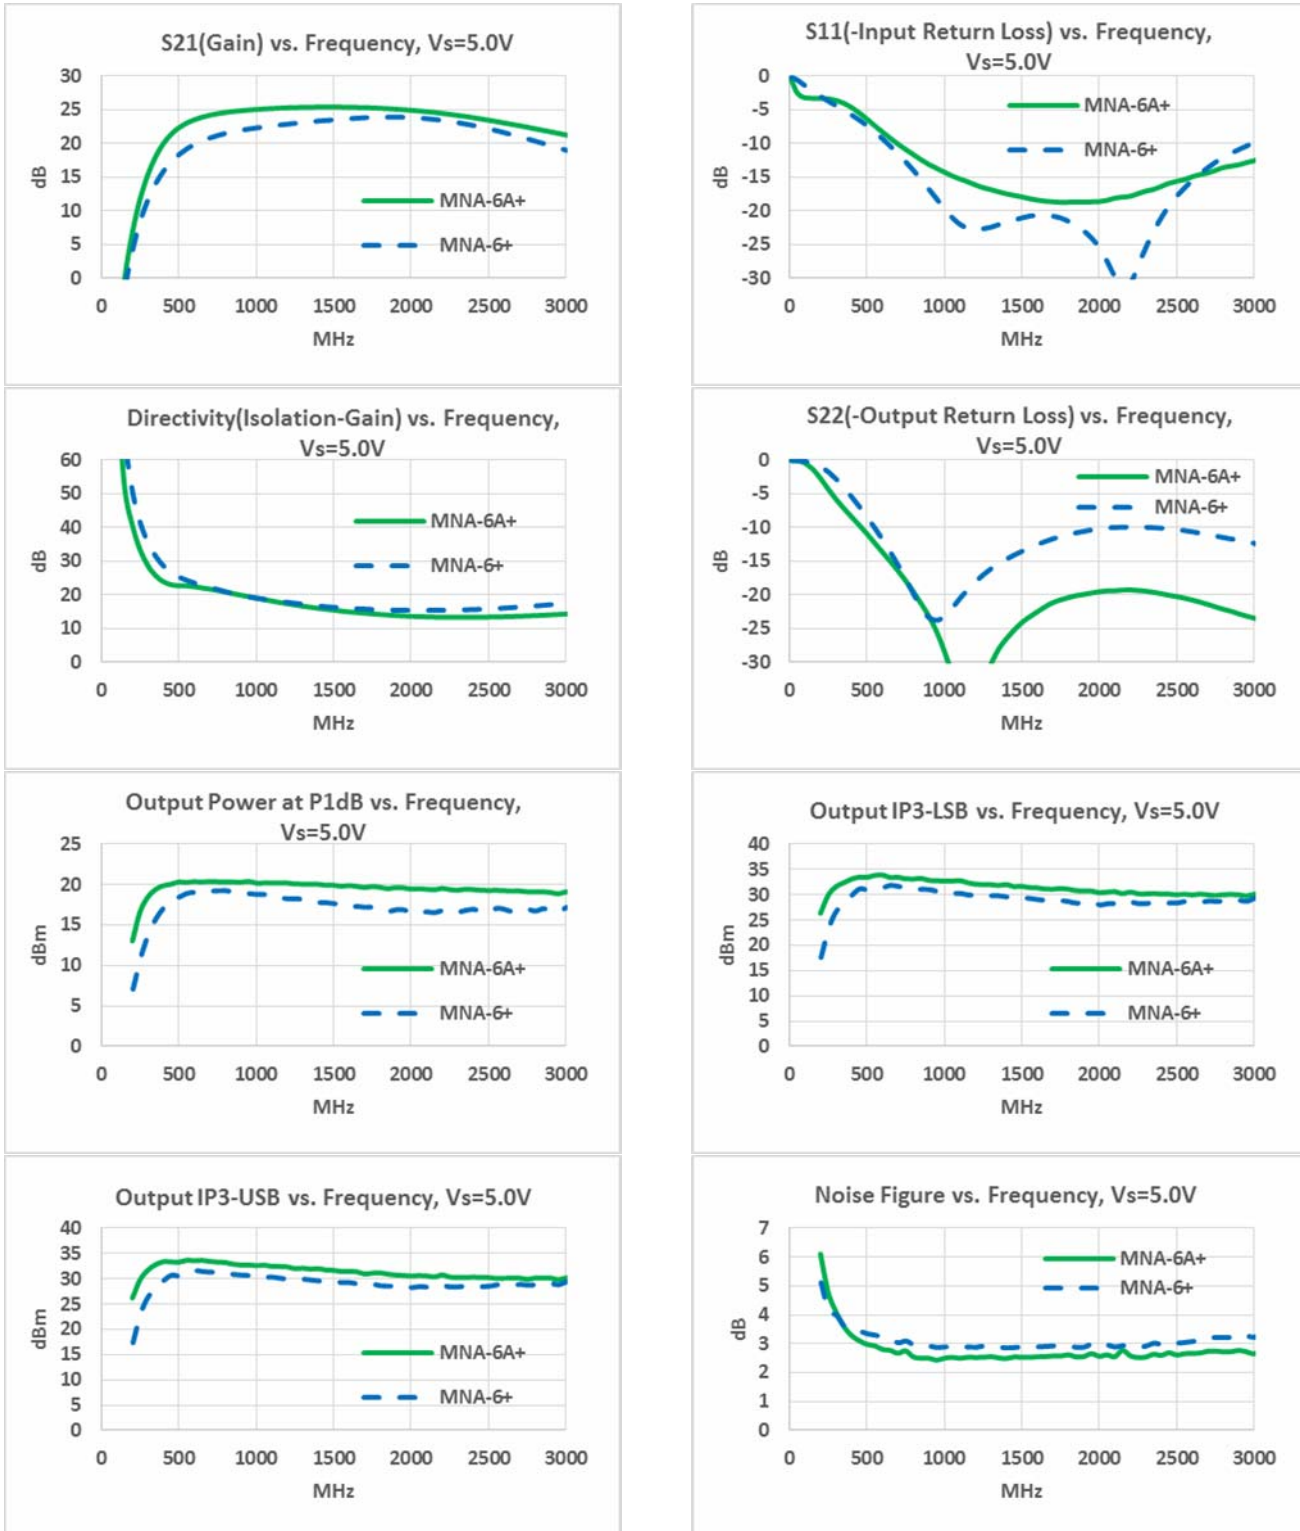 S21(Gain) vs. Frequency, Vs=5.0V
30
25
20
15
10
5
0
dB
MNA-6A+
MNA-6+
0 500 1000 1500 2000 2500 3000
MHz
S11(-Input Return Loss) vs. Frequency,
Vs=5.0V
0
-5
-10
-15
-20
-25
-30
dB
MNA-6A+
MNA-6+
0 500 1000 1500 2000 2500 3000
MHz
Directivity(Isolation-Gain) vs. Frequency,
Vs=5.0V
60
50
40
30
20
10
0
dB
MNA-6A+
MNA-6+
0 500 1000 1500 2000 2500 3000
MHz
S22(-Output Return Loss) vs. Frequency,
Vs=5.0V
0
-5
-10
-15
-20
-25
-30
dB
MNA-6A+
MNA-6+
0 500 1000 1500 2000 2500 3000
MHz
Output Power at P1dB vs. Frequency,
Vs=5.0V
25
20
15
10
5
0
dBm
MNA-6A+
MNA-6+
0 500 1000 1500 2000 2500 3000
MHz
Output IP3-LSB vs. Frequency, Vs=5.0V
40
35
30
25
20
15
10
5
0
dBm
MNA-6A+
MNA-6+
0 500 1000 1500 2000 2500 3000
MHz
Output IP3-USB vs. Frequency, Vs=5.0V
40
35
30
25
20
15
10
5
0
dBm
MNA-6A+
MNA-6+
0 500 1000 1500 2000 2500 3000
MHz
Noise Figure vs. Frequency, Vs=5.0V
7
6
5
4
3
2
1
0
dB
MNA-6A+
MNA-6+
0 500 1000 1500 2000 2500 3000
MHz